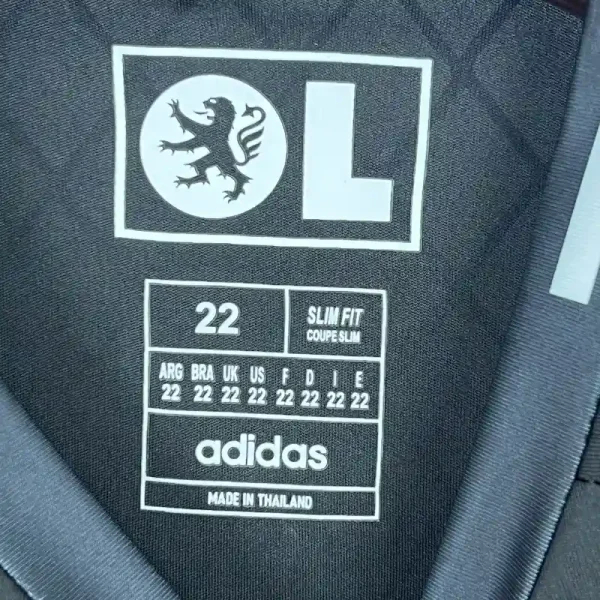 OL
22
SLIM FIT
COUPE SLIM
ARG BRA UK US F D I E
22 22 22 22 22 22 22 22
adidas
MADE IN THAILAND